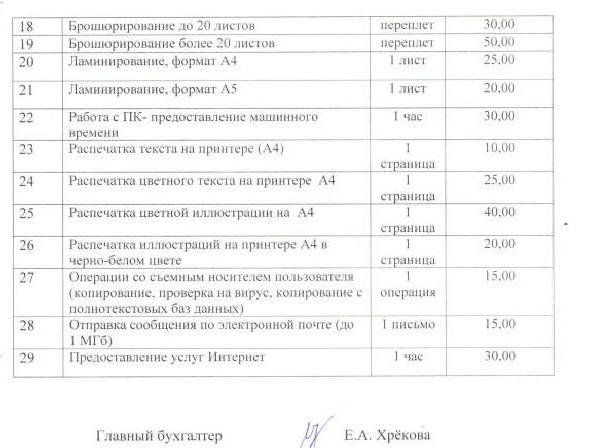 18 Брошюрирование до 20 листов переплет 30,00
19 Брошюрирование более 20 листов переплет 50,00
20 Ламинирование, формат А4 1 лист 25,00
21 Ламинирование, формат А5 1 лист 20,00
22 Работа с ПК- предоставление машинного 1 час 30,00
времени
23 Распечатка текста на принтере (А4) 1 10,00
страница
24 Распечатка цветного текста на принтере А4 1 25,00
страница
25 Распечатка цветной иллюстрации на А4 1 40,00
страница
26 Распечатка иллюстраций на принтере А4 в 1 20,00
черно-белом цвете страница
27 Операции со съемным носителем пользователя 1 15,00
(копирование, проверка на вирус, копирование с операция
полнотекстовых баз данных)
28 Отправка сообщения по электронной почте (до 1 письмо 15,00
1 МГб)
29 Предоставление услуг Интернет 1 час 30,00
Главный бухгалтер Е.А. Хрёкова